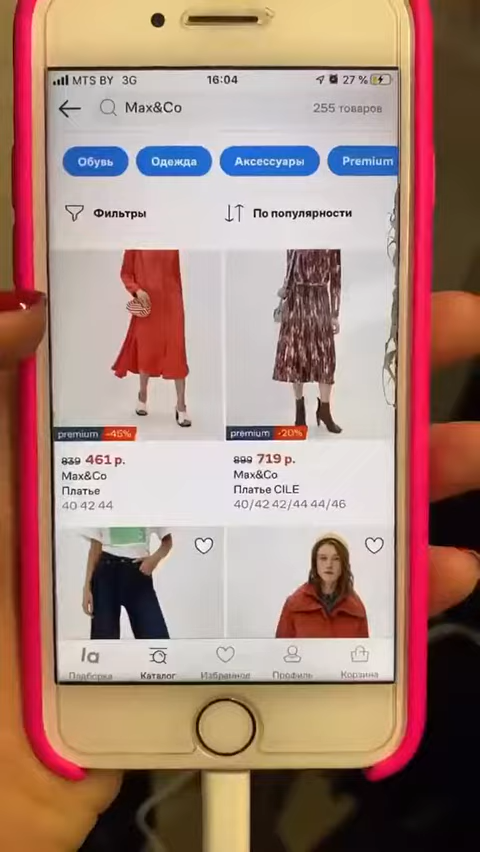 MTS BY 3G 16:04 27 %
Max&Co 255 товаров
Обувь Одежда Аксессуары Premium
Фильтры По популярности
premium -45% premium -20%
839 461 р. 899 719 р.
Max&Co Max&Co
Платье Платье CILE
40 42 44 40/42 42/44 44/46
la
Подборка Каталог Избранное Профиль Корзина